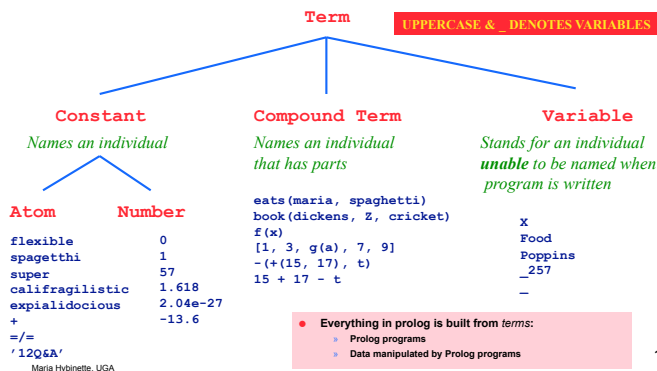 Term
UPPERCASE & _ DENOTES VARIABLES
Constant
Names an individual
Atom
flexible
spagetthi
super
califragilistic
expialidocious
+
=/=
'12Q&A'
Number
0
1
57
1.618
2.04e-27
-13.6
Compound Term
Names an individual
that has parts
eats(maria, spaghetti)
book(dickens, Z, cricket)
f(x)
[1, 3, g(a), 7, 9]
-(+(15, 17), t)
15 + 17 - t
Variable
Stands for an individual
unable to be named when
program is written
X
Food
Poppins
_257
_
● Everything in prolog is built from terms:
» Prolog programs
» Data manipulated by Prolog programs
Maria Hybinette, UGA